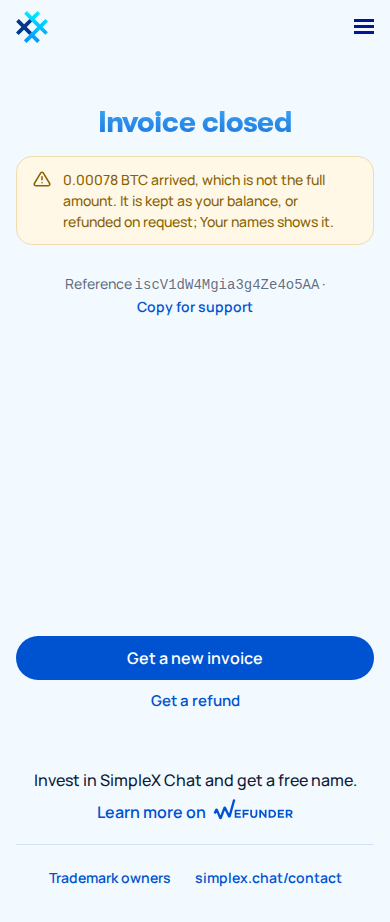 Invoice closed
0.00078 BTC arrived, which is not the full
amount. It is kept as your balance, or
refunded on request; Your names shows it.
Reference iscV1dW4Mgia3g4Ze4o5AA ·
Copy for support
Get a new invoice
Get a refund
Invest in SimpleX Chat and get a free name.
Learn more on WEFUNDER
Trademark owners simplex.chat/contact